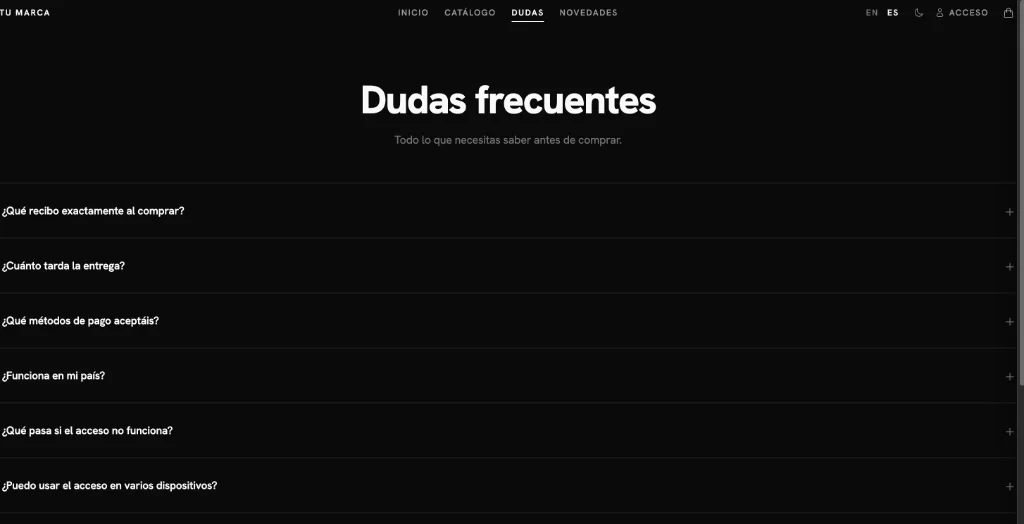 TU MARCA
INICIO CATÁLOGO DUDAS NOVEDADES
EN ES ACCESO
Dudas frecuentes
Todo lo que necesitas saber antes de comprar.
¿Qué recibo exactamente al comprar?
¿Cuánto tarda la entrega?
¿Qué métodos de pago aceptáis?
¿Funciona en mi país?
¿Qué pasa si el acceso no funciona?
¿Puedo usar el acceso en varios dispositivos?